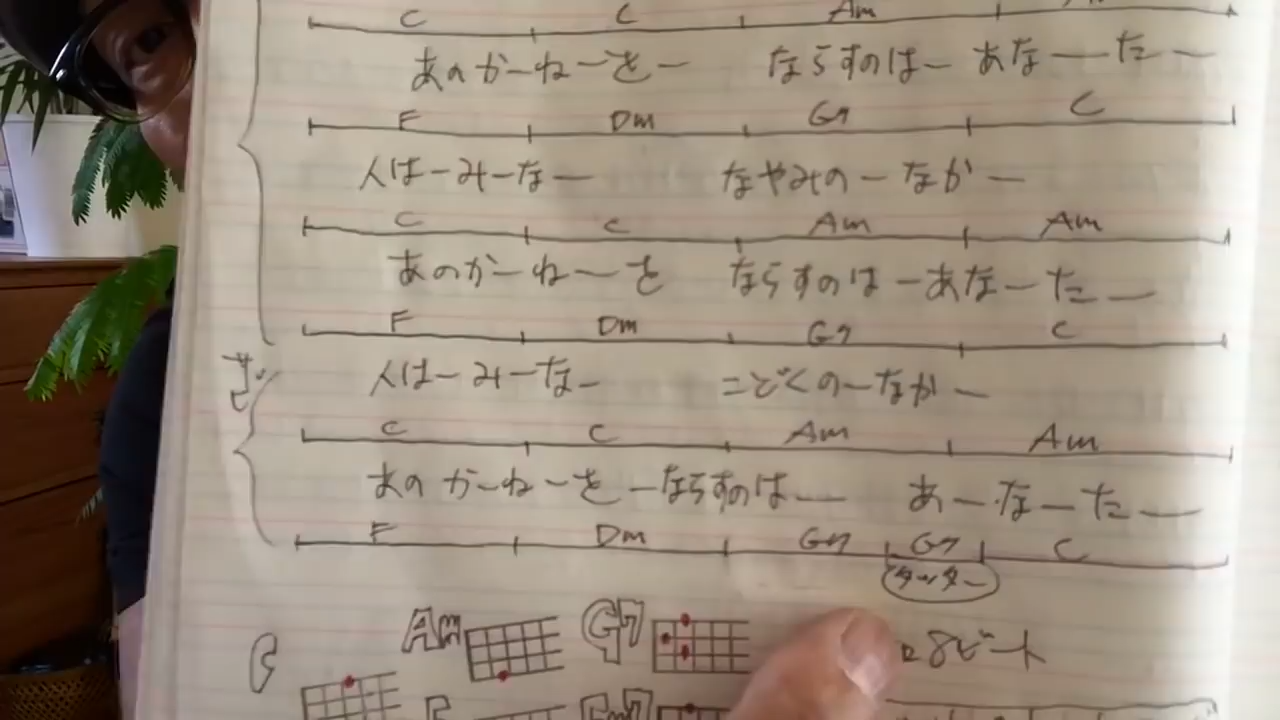 C C Am
あのかーねーをー ならすのはー あなーーたー
F Dm G7 C
人はーみーなー なやみのーなかー
C C Am Am
あのかーねーを ならすのはーあなーたー
F Dm G7 C
人はーみーなー こどくのーなかー
C C Am Am
あのかーねーをーならすのはー あーなーたー
F Dm G7 G7 C
タッター
Am G7
8ビート